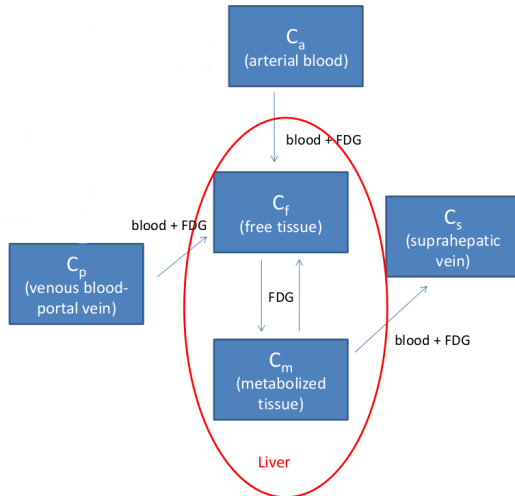 Ca
(arterial blood)
blood + FDG
Cf
(free tissue)
Cs
(suprahepatic
vein)
blood + FDG
Cp
(venous blood-
portal vein)
FDG
Cm
(metabolized
tissue)
blood + FDG
Liver